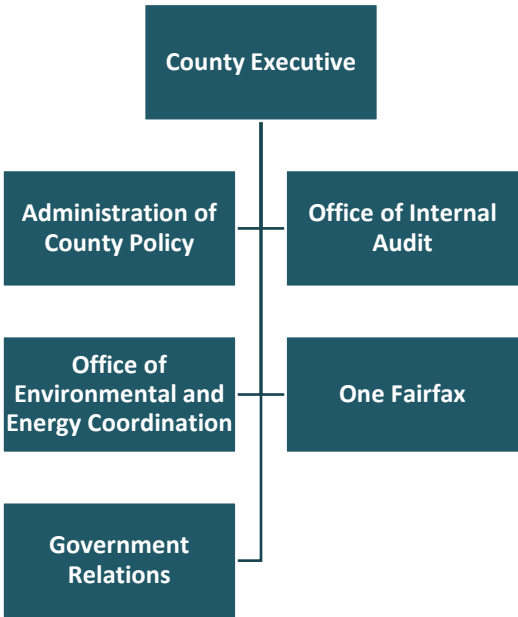 County Executive
Administration of
County Policy
Office of Internal
Audit
Office of
Environmental and
Energy Coordination
One Fairfax
Government
Relations